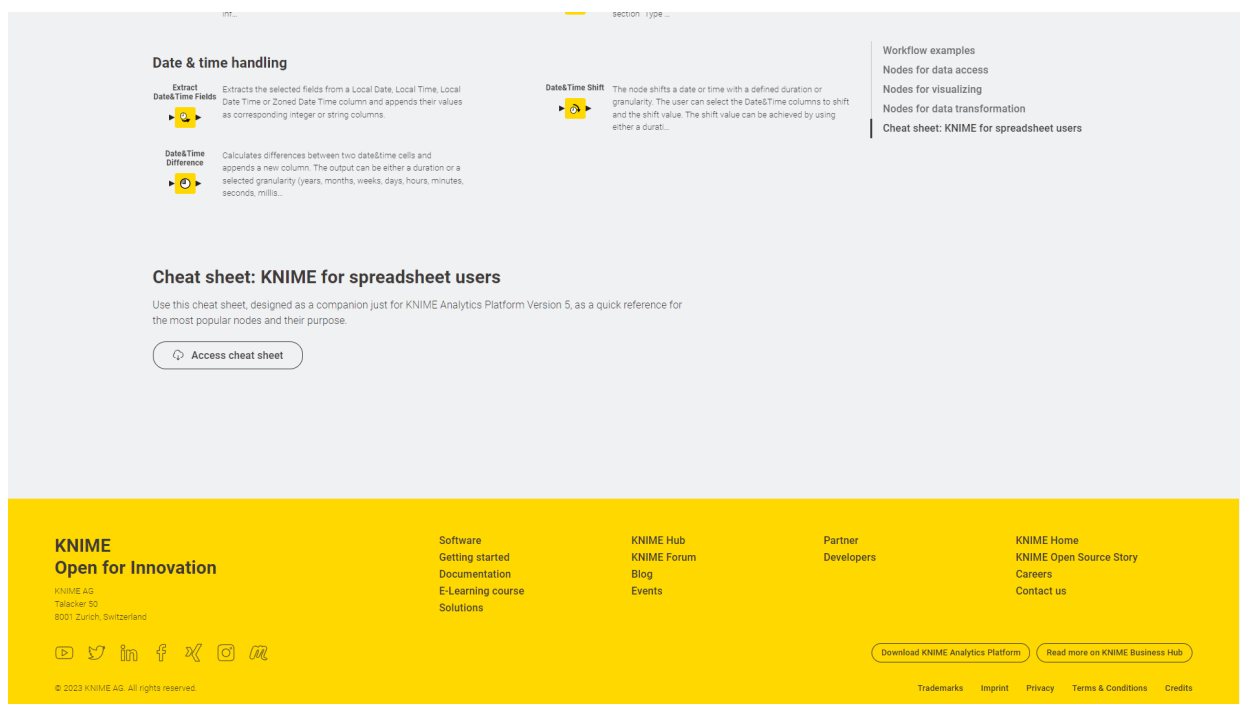 inf...
section "Type ...
Date & time handling
Extract
Date&Time Fields
Extracts the selected fields from a Local Date, Local Time, Local
Date Time or Zoned Date Time column and appends their values
as corresponding integer or string columns.
Date&Time Shift
The node shifts a date or time with a defined duration or
granularity. The user can select the Date&Time columns to shift
and the shift value. The shift value can be achieved by using
either a durati...
Date&Time
Difference
Calculates differences between two date&time cells and
appends a new column. The output can be either a duration or a
selected granularity (years, months, weeks, days, hours, minutes,
seconds, millis...
Workflow examples
Nodes for data access
Nodes for visualizing
Nodes for data transformation
Cheat sheet: KNIME for spreadsheet users
Cheat sheet: KNIME for spreadsheet users
Use this cheat sheet, designed as a companion just for KNIME Analytics Platform Version 5, as a quick reference for
the most popular nodes and their purpose.
Access cheat sheet
KNIME
Open for Innovation
KNIME AG
Talacker 50
8001 Zurich, Switzerland
Software
Getting started
Documentation
E-Learning course
Solutions
KNIME Hub
KNIME Forum
Blog
Events
Partner
Developers
KNIME Home
KNIME Open Source Story
Careers
Contact us
Download KNIME Analytics Platform
Read more on KNIME Business Hub
© 2023 KNIME AG. All rights reserved.
Trademarks
Imprint
Privacy
Terms & Conditions
Credits